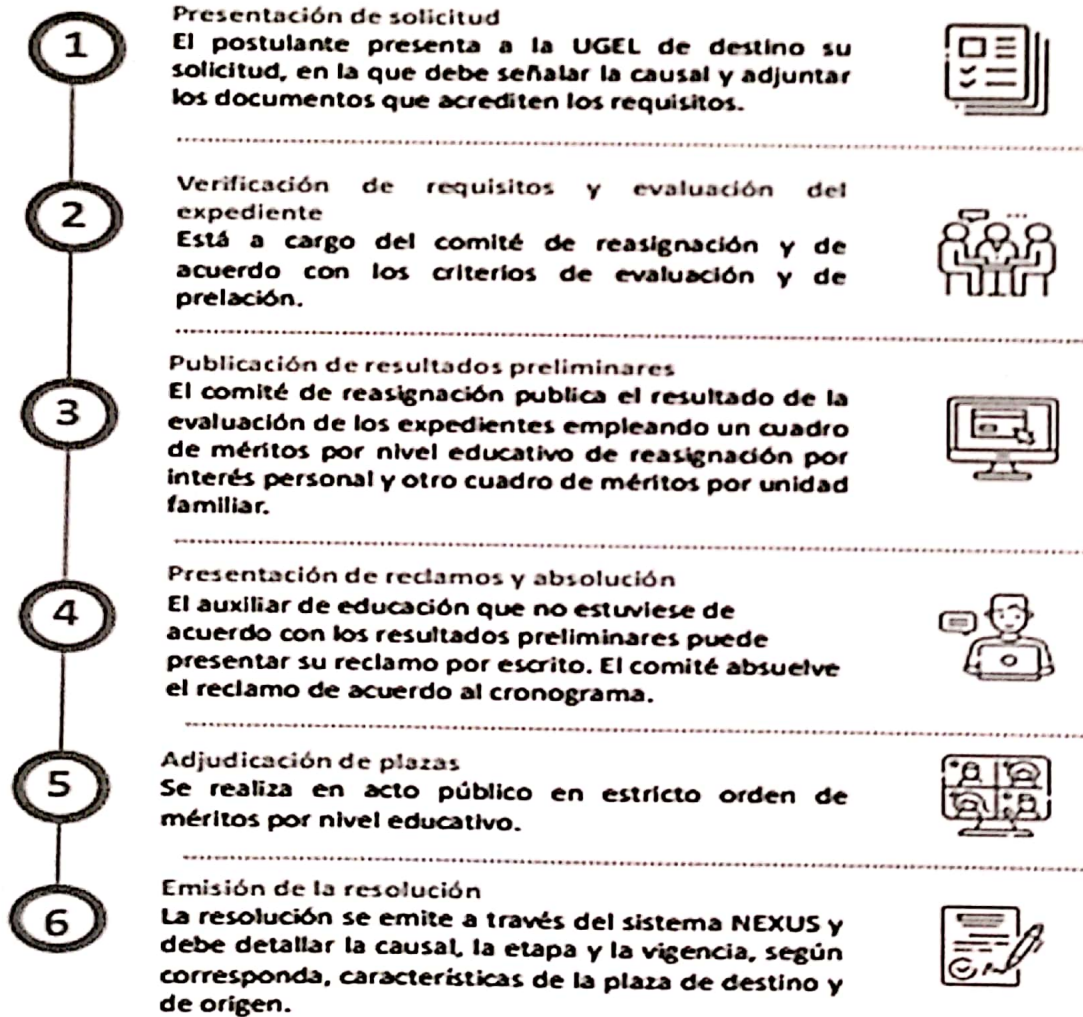 1
Presentación de solicitud
El postulante presenta a la UGEL de destino su
solicitud, en la que debe señalar la causal y adjuntar
los documentos que acrediten los requisitos.
2
Verificación de requisitos y evaluación del
expediente
Está a cargo del comité de reasignación y de
acuerdo con los criterios de evaluación y de
prelación.
3
Publicación de resultados preliminares
El comité de reasignación publica el resultado de la
evaluación de los expedientes empleando un cuadro
de méritos por nivel educativo de reasignación por
interés personal y otro cuadro de méritos por unidad
familiar.
4
Presentación de reclamos y absolución
El auxiliar de educación que no estuviese de
acuerdo con los resultados preliminares puede
presentar su reclamo por escrito. El comité absuelve
el reclamo de acuerdo al cronograma.
5
Adjudicación de plazas
Se realiza en acto público en estricto orden de
méritos por nivel educativo.
6
Emisión de la resolución
La resolución se emite a través del sistema NEXUS y
debe detallar la causal, la etapa y la vigencia, según
corresponda, características de la plaza de destino y
de origen.